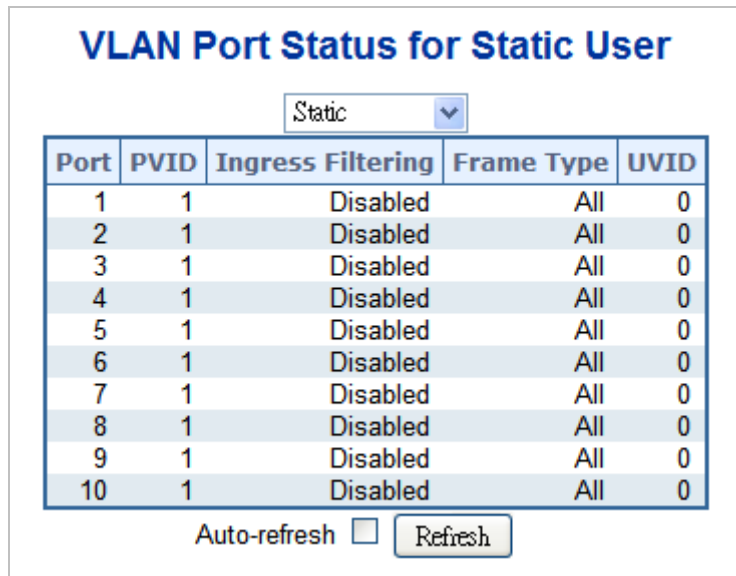 VLAN Port Status for Static User
Static
Port PVID Ingress Filtering Frame Type UVID
1 1 Disabled All 0
2 1 Disabled All 0
3 1 Disabled All 0
4 1 Disabled All 0
5 1 Disabled All 0
6 1 Disabled All 0
7 1 Disabled All 0
8 1 Disabled All 0
9 1 Disabled All 0
10 1 Disabled All 0
Auto-refresh Refresh